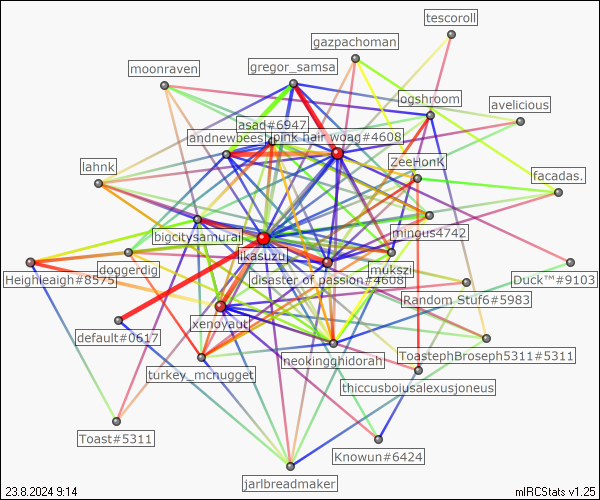 tescoroll
gazpachoman
gregor_samsa
moonraven
ogshroom
avelicious
asad#6947
pink hair woag#4608
andnewbees
ZeeHonK
lahnk
facadas.
mingus4742
bigcitysamurai
likasuzu
mukszi
doggerdig
disaster of passion#4608
Heighleaigh#8575
Duck™#9103
Random Stuf6#5983
xenoyaut
default#0617
neokingghidorah
ToastephBroseph5311#5311
turkey_mcnugget
thiccusboiusalexusjoneus
Toast#5311
Knowun#6424
jarlbreadmaker
23.8.2024 9:14
mIRCStats v1.25